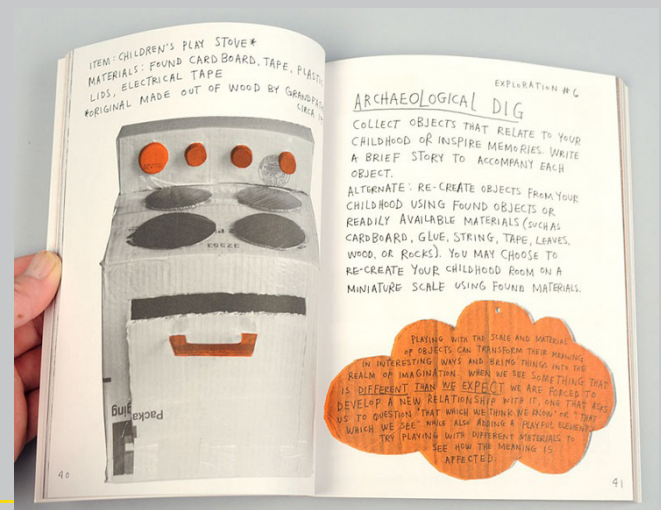 ITEM: CHILDREN'S PLAY STOVE*
MATERIALS: FOUND CARDBOARD, TAPE, PLASTIC
LIDS, ELECTRICAL TAPE
*ORIGINAL MADE OUT OF WOOD BY
CIRCA
40
EXPLORATION #6
ARCHAEOLOGICAL DIG
COLLECT OBJECTS THAT RELATE TO YOUR
CHILDHOOD OR INSPIRE MEMORIES. WRITE
A BRIEF STORY TO ACCOMPANY EACH
OBJECT.
ALTERNATE: RE-CREATE OBJECTS FROM YOUR
CHILDHOOD USING FOUND OBJECTS OR
READILY AVAILABLE MATERIALS (SUCH AS
CARDBOARD, GLUE, STRING, TAPE, LEAVES,
WOOD, OR ROCKS). YOU MAY CHOOSE TO
RE-CREATE YOUR CHILDHOOD ROOM ON A
MINIATURE SCALE USING FOUND MATERIALS.
PLAYING WITH THE SCALE AND MATERIAL
OF OBJECTS CAN TRANSFORM THEIR MEANING
IN INTERESTING WAYS AND BRING THINGS INTO THE
REALM OF IMAGINATION. WHEN WE SEE SOMETHING THAT
IS DIFFERENT THAN WE EXPECT WE ARE FORCED TO
DEVELOP A NEW RELATIONSHIP WITH IT, ONE THAT ASKS
US TO QUESTION "THAT WHICH WE THINK WE KNOW" OR "THAT
WHICH WE SEE" WHILE ALSO ADDING A PLAYFUL ELEMENT.
TRY PLAYING WITH DIFFERENT MATERIALS TO
SEE HOW THE MEANING IS
AFFECTED.
41